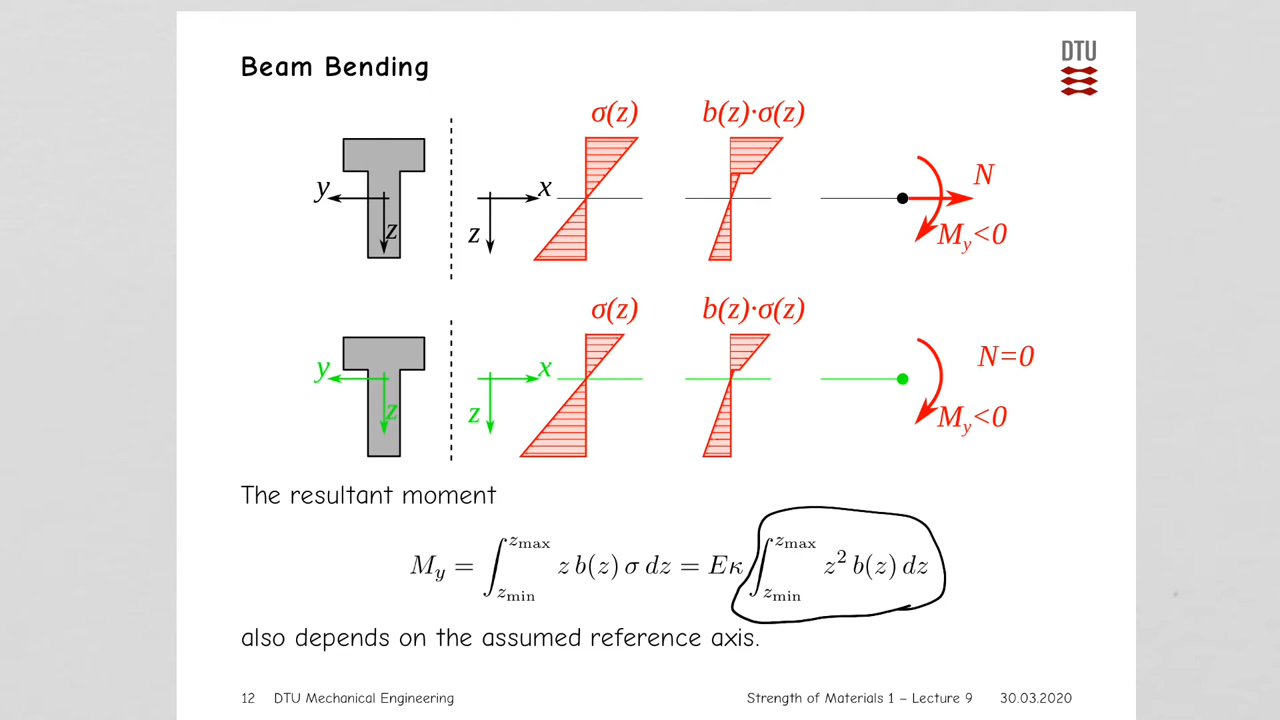 Beam Bending
DTU
σ(z) b(z)·σ(z)
y x N
z z M_y<0
σ(z) b(z)·σ(z)
y x N=0
z z M_y<0
The resultant moment
M_y = ∫_{z_min}^{z_max} z b(z) σ dz = Eκ ∫_{z_min}^{z_max} z² b(z) dz
also depends on the assumed reference axis.
12 DTU Mechanical Engineering Strength of Materials 1 – Lecture 9 30.03.2020